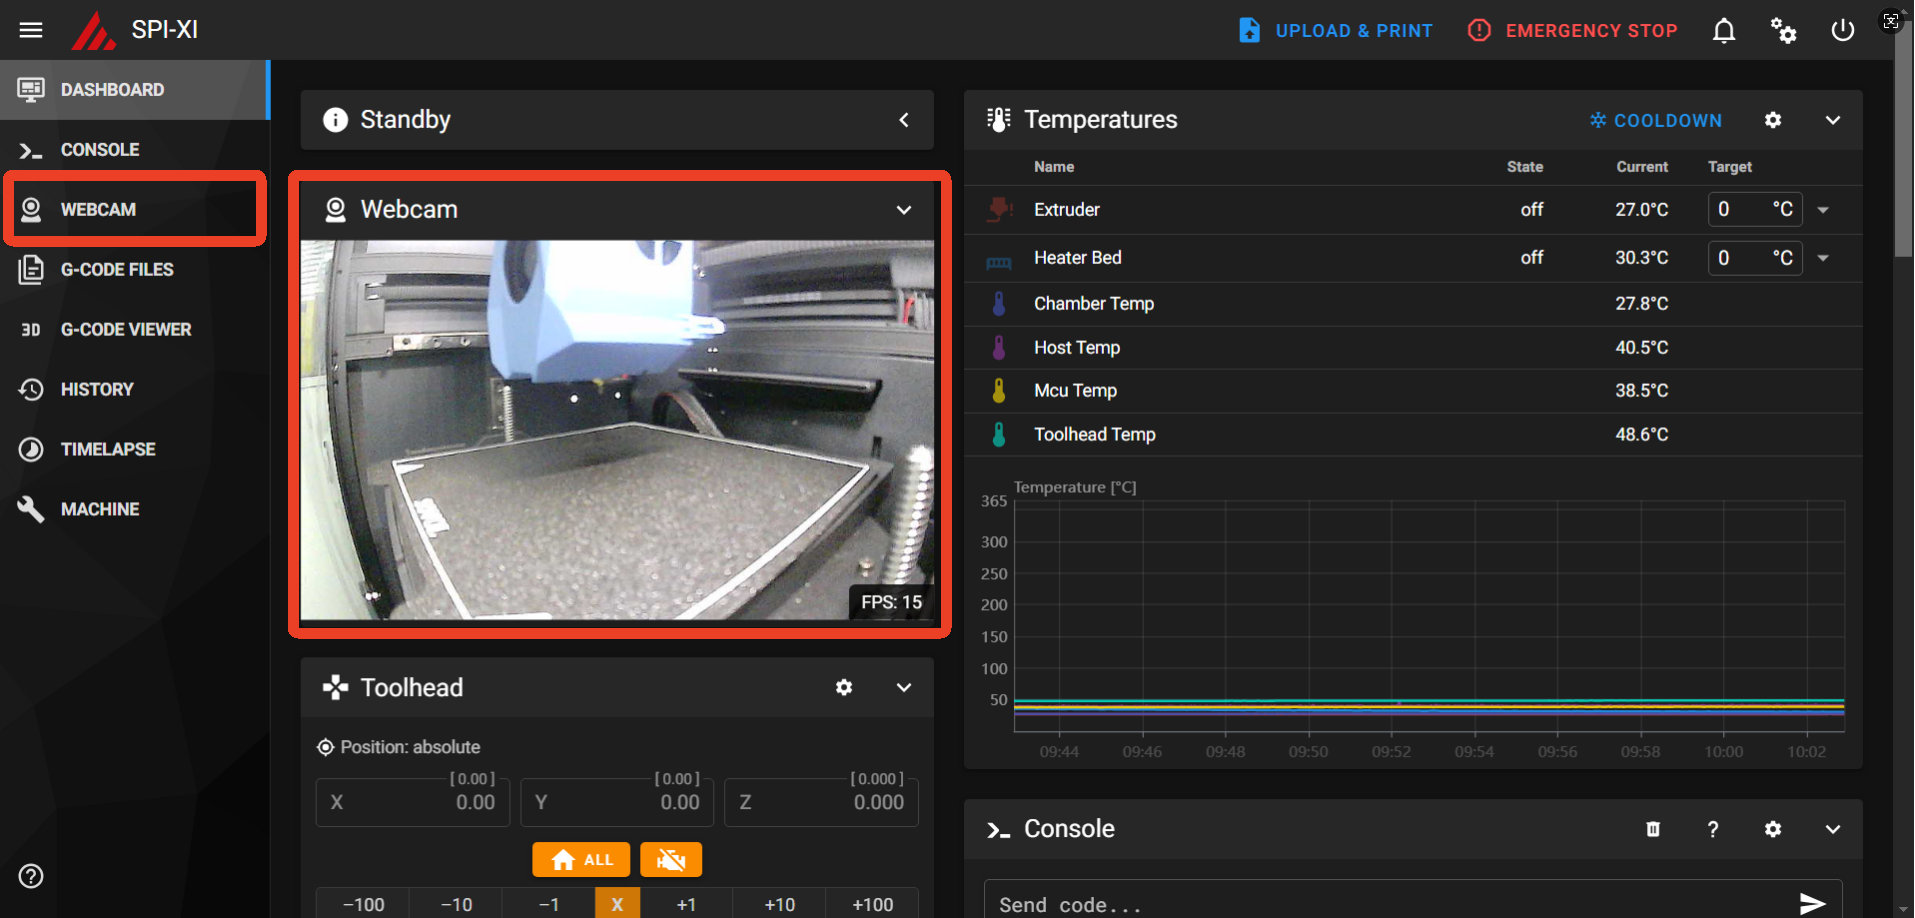 SPI-XI
UPLOAD & PRINT
EMERGENCY STOP
DASHBOARD
CONSOLE
WEBCAM
G-CODE FILES
3D G-CODE VIEWER
HISTORY
TIMELAPSE
MACHINE
Standby
Webcam
FPS: 15
Toolhead
Position: absolute
[ 0.00 ] [ 0.00 ] [ 0.000 ]
X 0.00 Y 0.00 Z 0.000
ALL
−100 −10 −1 X +1 +10 +100
Temperatures
COOLDOWN
Name State Current Target
Extruder off 27.0°C 0 °C
Heater Bed off 30.3°C 0 °C
Chamber Temp 27.8°C
Host Temp 40.5°C
Mcu Temp 38.5°C
Toolhead Temp 48.6°C
Temperature [°C]
365
300
250
200
150
100
50
09:44 09:46 09:48 09:50 09:52 09:54 09:56 09:58 10:00 10:02
Console
Send code...